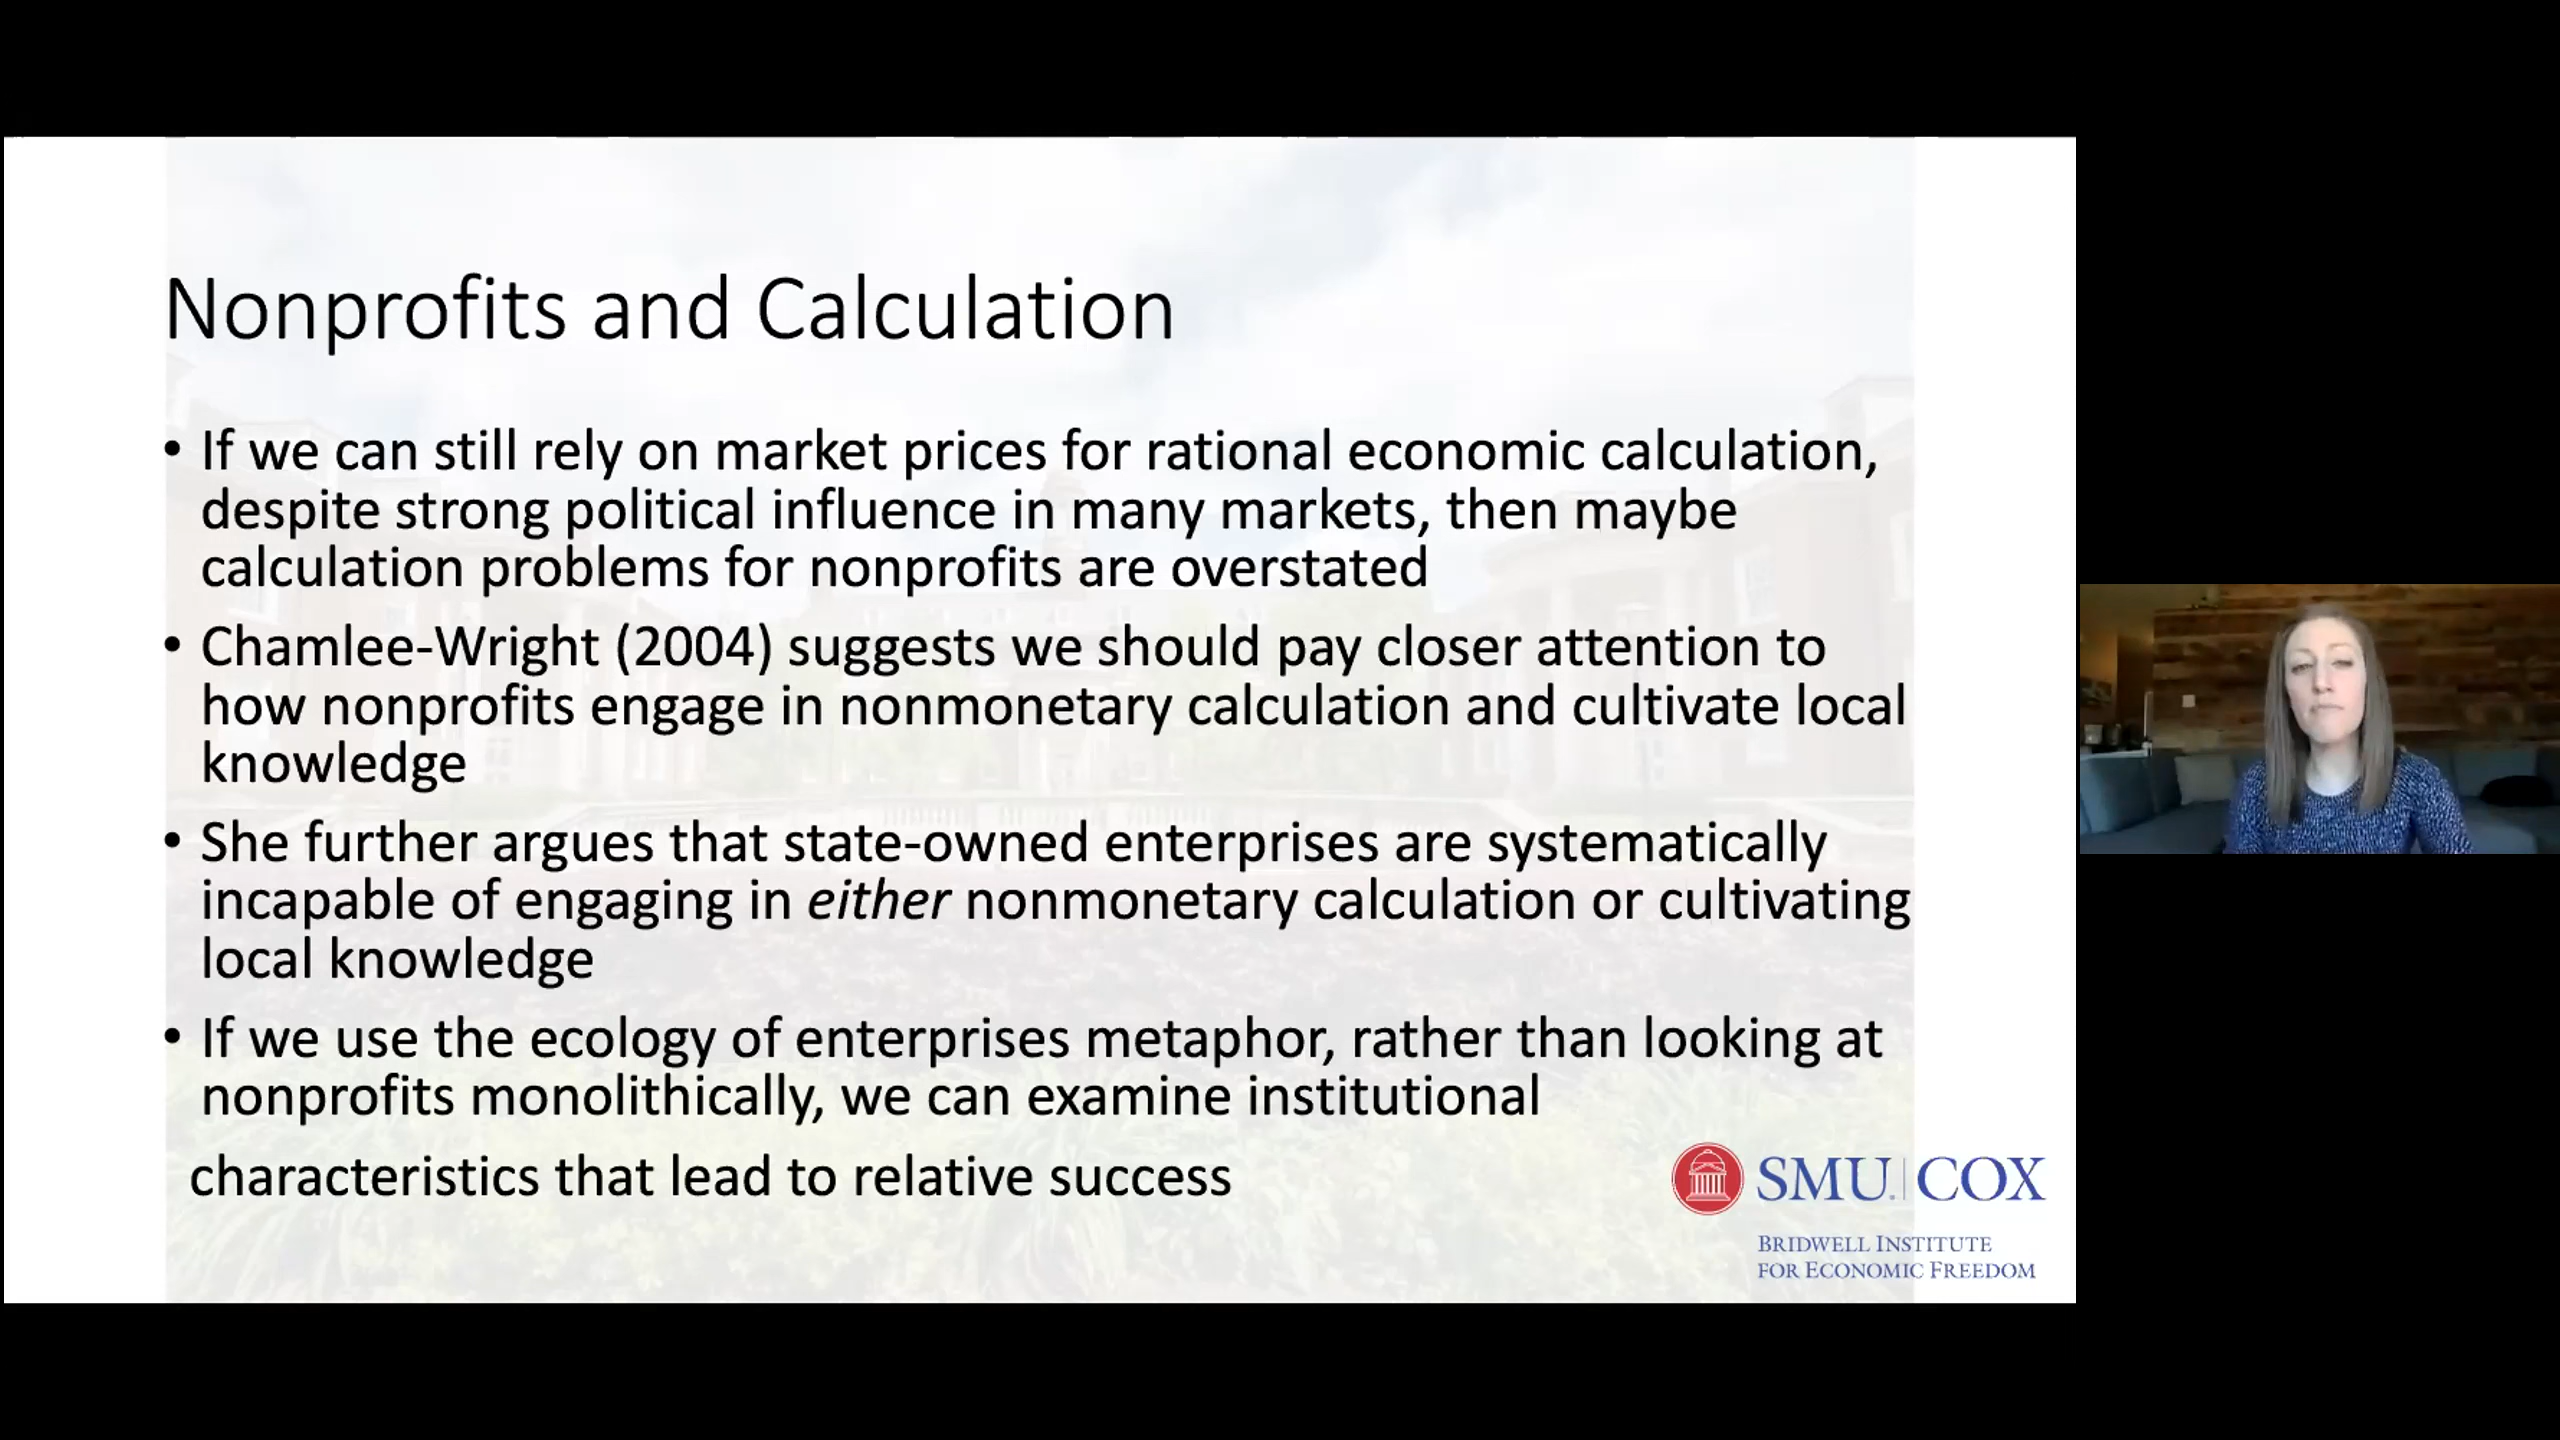 Nonprofits and Calculation
• If we can still rely on market prices for rational economic calculation,
despite strong political influence in many markets, then maybe
calculation problems for nonprofits are overstated
• Chamlee-Wright (2004) suggests we should pay closer attention to
how nonprofits engage in nonmonetary calculation and cultivate local
knowledge
• She further argues that state-owned enterprises are systematically
incapable of engaging in either nonmonetary calculation or cultivating
local knowledge
• If we use the ecology of enterprises metaphor, rather than looking at
nonprofits monolithically, we can examine institutional
characteristics that lead to relative success
SMU. | COX
BRIDWELL INSTITUTE
FOR ECONOMIC FREEDOM